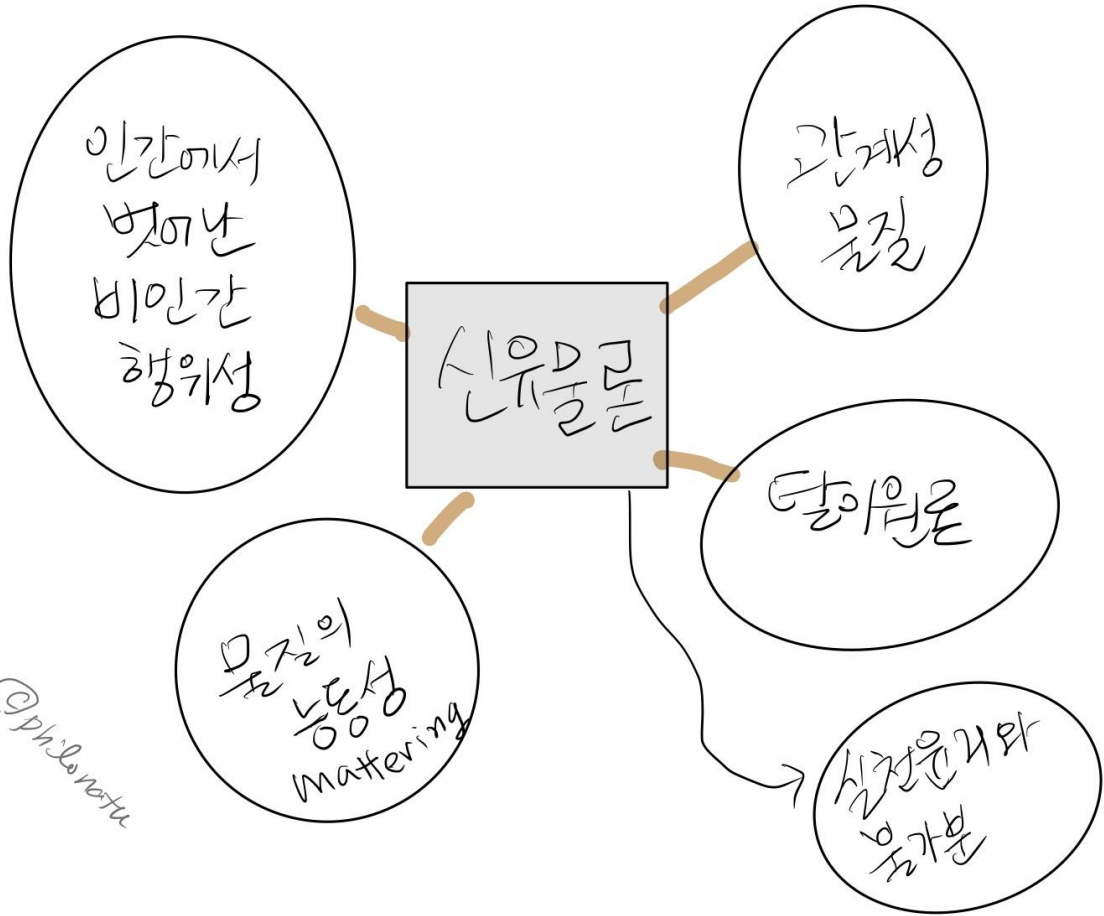 인간에서
벗어난
비인간
행위성
관계성
물질
신유물론
탈이원론
물질의
능동성
mattering
실천윤리와
불가분
@philonatu